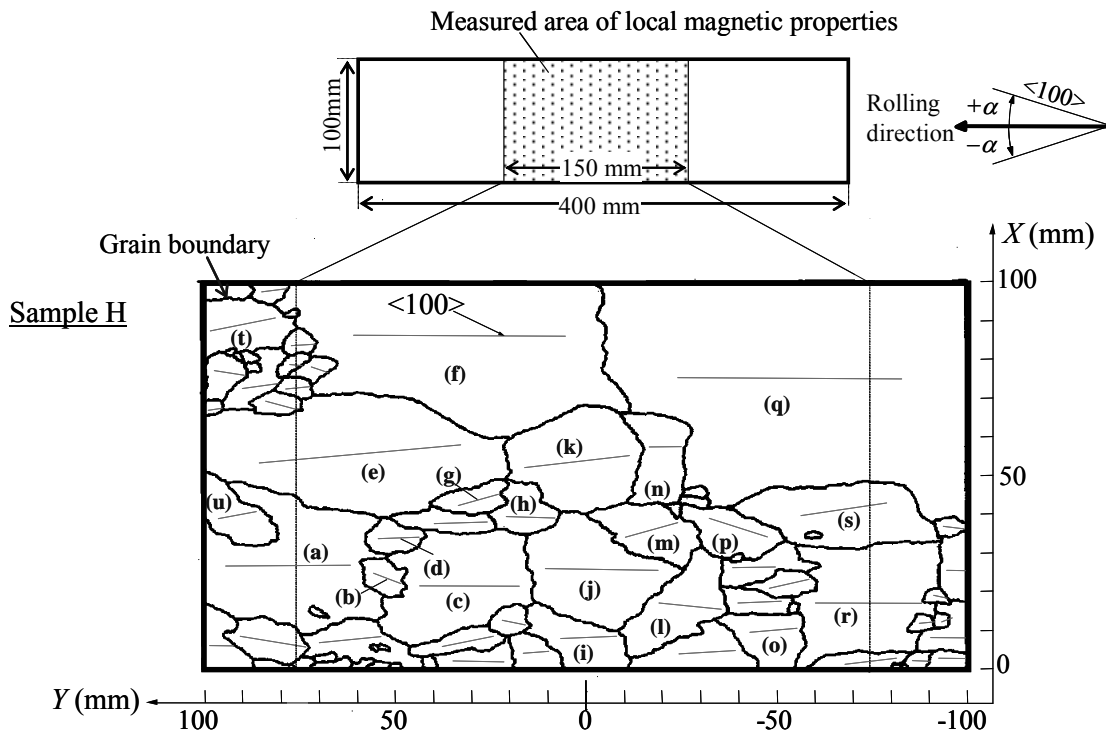 Measured area of local magnetic properties
100mm
150 mm
400 mm
Rolling
direction
<100>
+α
−α
X (mm)
Grain boundary
Sample H
<100>
(t)
(f)
(q)
(k)
(e)
(g)
(n)
(u)
(h)
(s)
(a)
(m)
(p)
(d)
(b)
(c)
(j)
(r)
(l)
(i)
(o)
100
50
0
Y (mm)
100
50
0
-50
-100